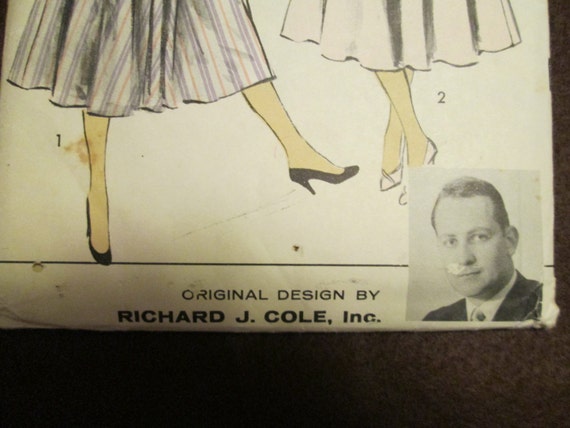 1
2
ORIGINAL DESIGN BY
RICHARD J. COLE, Inc.